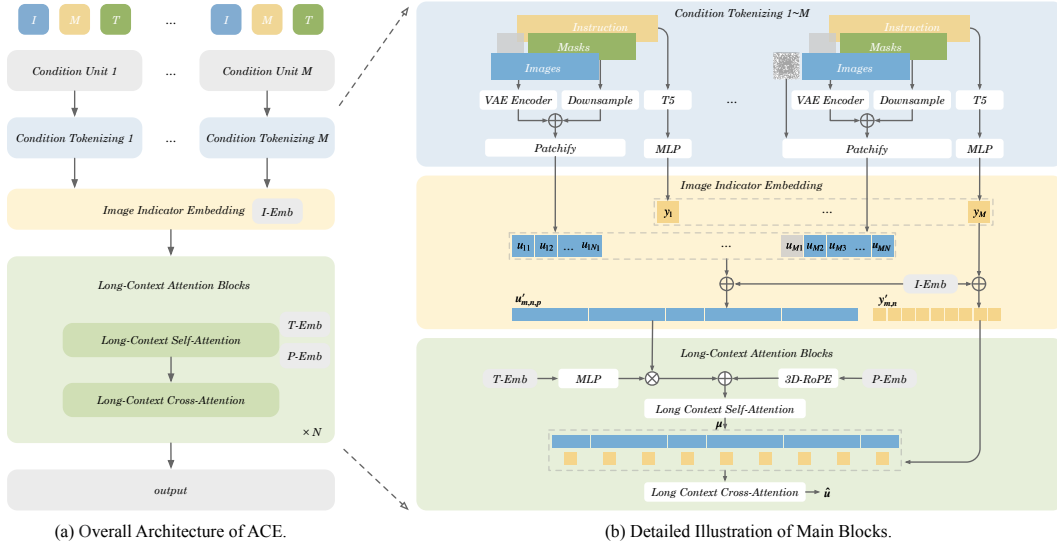 I M T ... I M T
Condition Unit 1 ... Condition Unit M
Condition Tokenizing 1 ... Condition Tokenizing M
Image Indicator Embedding I-Emb
Long-Context Attention Blocks
T-Emb
Long-Context Self-Attention
P-Emb
Long-Context Cross-Attention
× N
output
(a) Overall Architecture of ACE.
Condition Tokenizing 1~M
Instruction Instruction
Masks Masks
Images Images
VAE Encoder Downsample T5 ... VAE Encoder Downsample T5
Patchify MLP Patchify MLP
Image Indicator Embedding
y1 ... yM
u11 u12 ... u1N1 ... uM1 uM2 uM3 ... uMN
I-Emb
u′m,n,p y′m,n
Long-Context Attention Blocks
T-Emb MLP 3D-RoPE P-Emb
Long Context Self-Attention
μ
Long Context Cross-Attention û
(b) Detailed Illustration of Main Blocks.